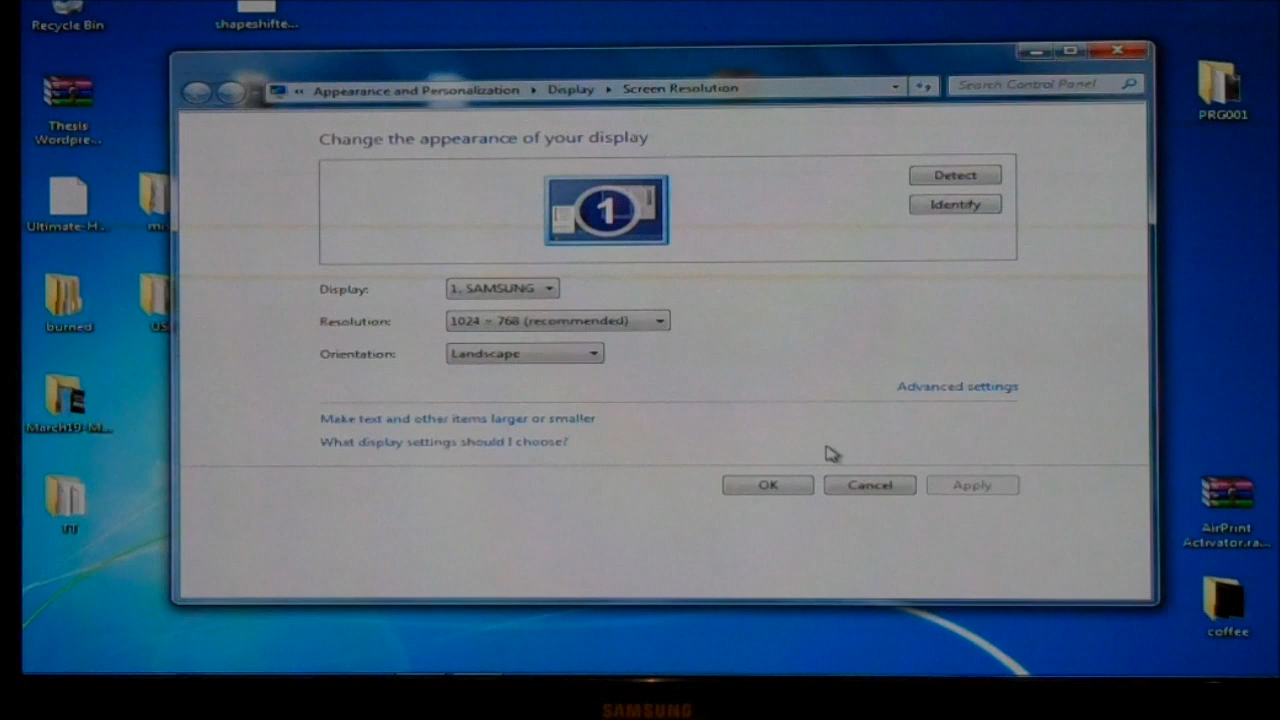 Recycle Bin
shapeshifte...
Appearance and Personalization
Display
Screen Resolution
Search Control Panel
Thesis
Wordpre...
PRG001
Change the appearance of your display
1
Detect
Identify
Ultimate-H...
mi
burned
US
Display:
1. SAMSUNG
Resolution:
1024 × 768 (recommended)
Orientation:
Landscape
Advanced settings
March19-M...
Make text and other items larger or smaller
What display settings should I choose?
OK
Cancel
Apply
AirPrint
Activator.ra...
coffee
SAMSUNG